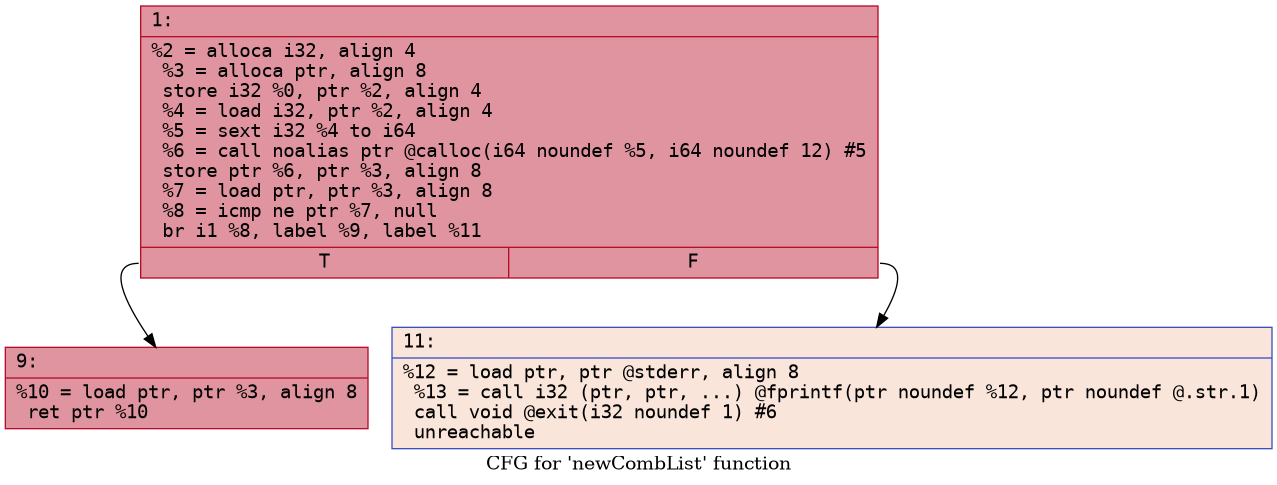 1:
%2 = alloca i32, align 4
%3 = alloca ptr, align 8
store i32 %0, ptr %2, align 4
%4 = load i32, ptr %2, align 4
%5 = sext i32 %4 to i64
%6 = call noalias ptr @calloc(i64 noundef %5, i64 noundef 12) #5
store ptr %6, ptr %3, align 8
%7 = load ptr, ptr %3, align 8
%8 = icmp ne ptr %7, null
br i1 %8, label %9, label %11
T F
9:
%10 = load ptr, ptr %3, align 8
ret ptr %10
11:
%12 = load ptr, ptr @stderr, align 8
%13 = call i32 (ptr, ptr, ...) @fprintf(ptr noundef %12, ptr noundef @.str.1)
call void @exit(i32 noundef 1) #6
unreachable
CFG for 'newCombList' function